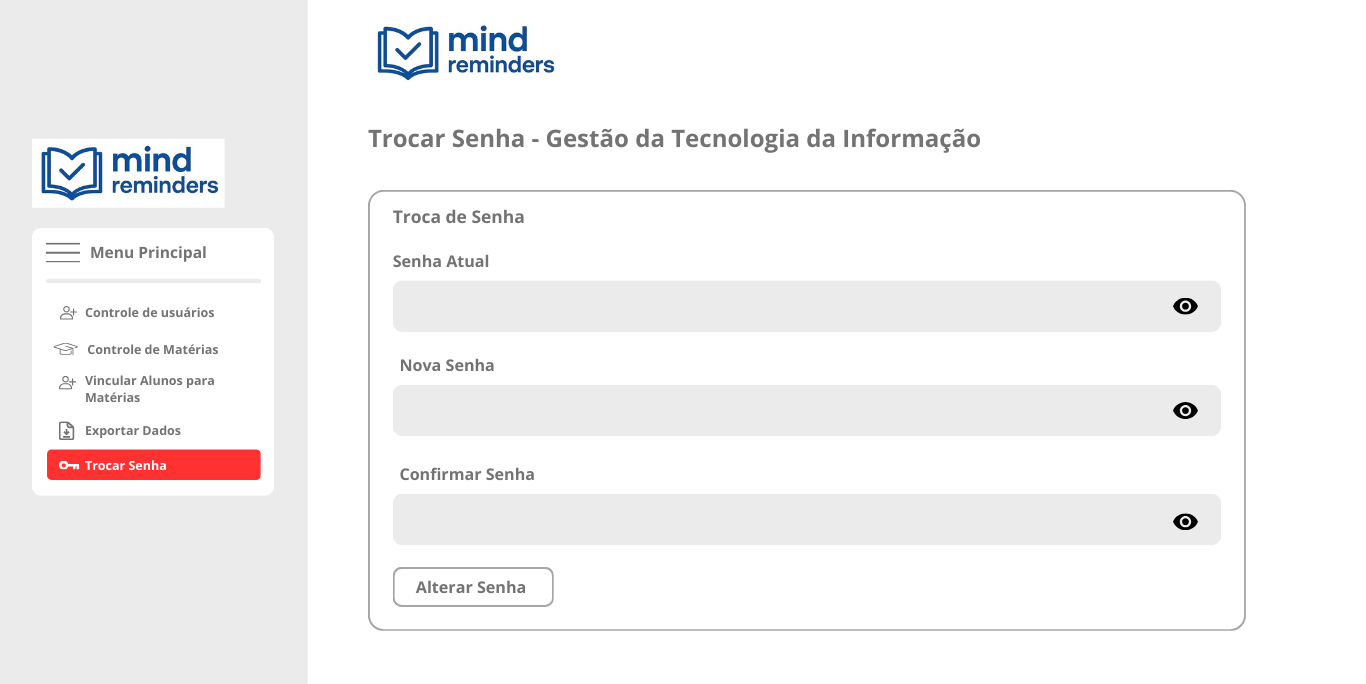 mind
reminders
Menu Principal
Controle de usuários
Controle de Matérias
Vincular Alunos para
Matérias
Exportar Dados
Trocar Senha
mind
reminders
Trocar Senha - Gestão da Tecnologia da Informação
Troca de Senha
Senha Atual
Nova Senha
Confirmar Senha
Alterar Senha